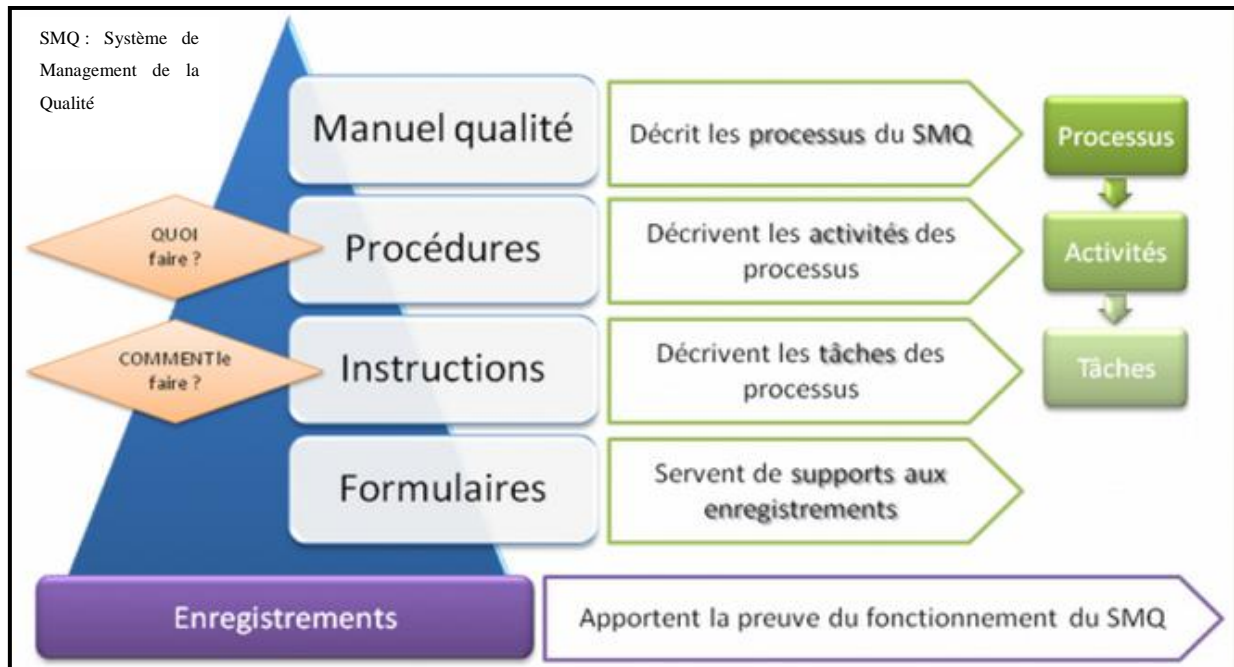 SMQ : Système de
Management de la
Qualité
Manuel qualité
Décrit les processus du SMQ
Processus
QUOI
faire ?
Procédures
Décrivent les activités des
processus
Activités
COMMENT le
faire ?
Instructions
Décrivent les tâches des
processus
Tâches
Formulaires
Servent de supports aux
enregistrements
Enregistrements
Apportent la preuve du fonctionnement du SMQ